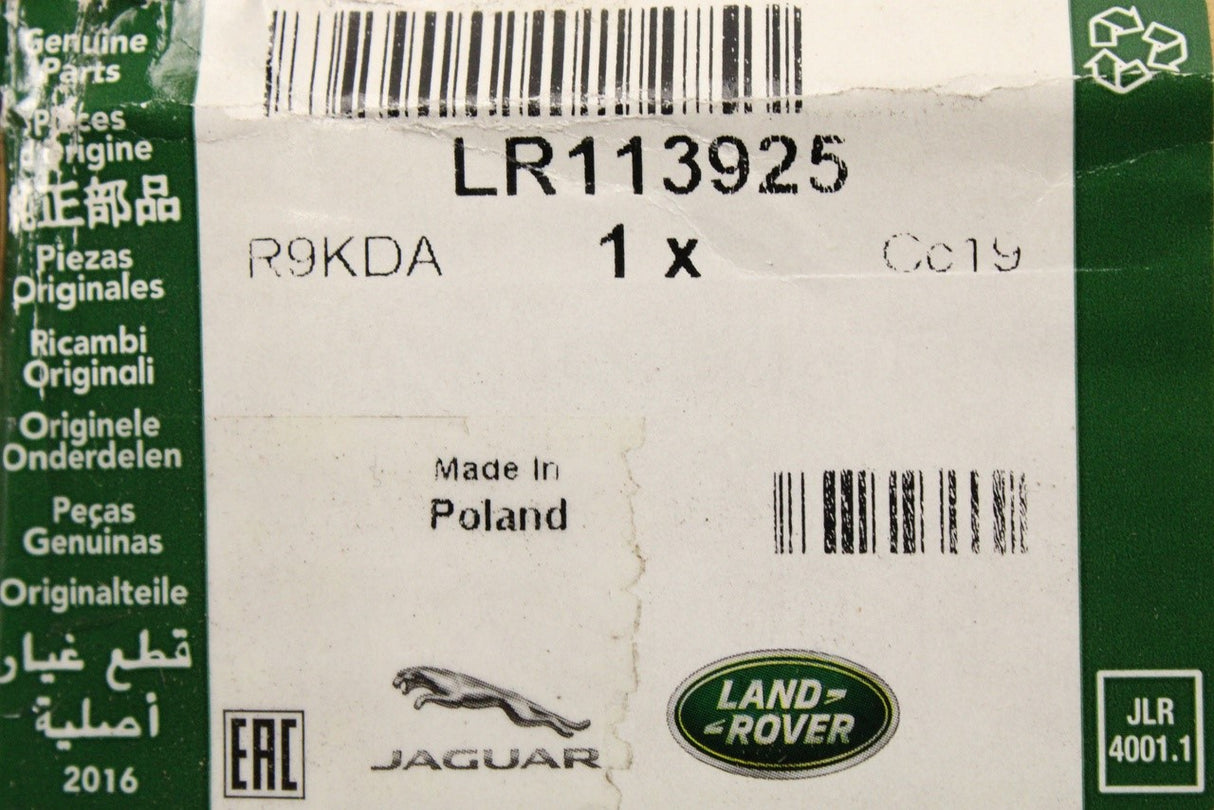 Genuine
Parts
Pièces
d'origine
正部品
Piezas
Originales
Ricambi
Originali
Originele
Onderdelen
Peças
Genuinas
Originalteile
قطع غيار
أصلية
2016
LR113925
R9KDA 1 x Cc19
Made In
Poland
EAC
JAGUAR
LAND
ROVER
JLR
4001.1